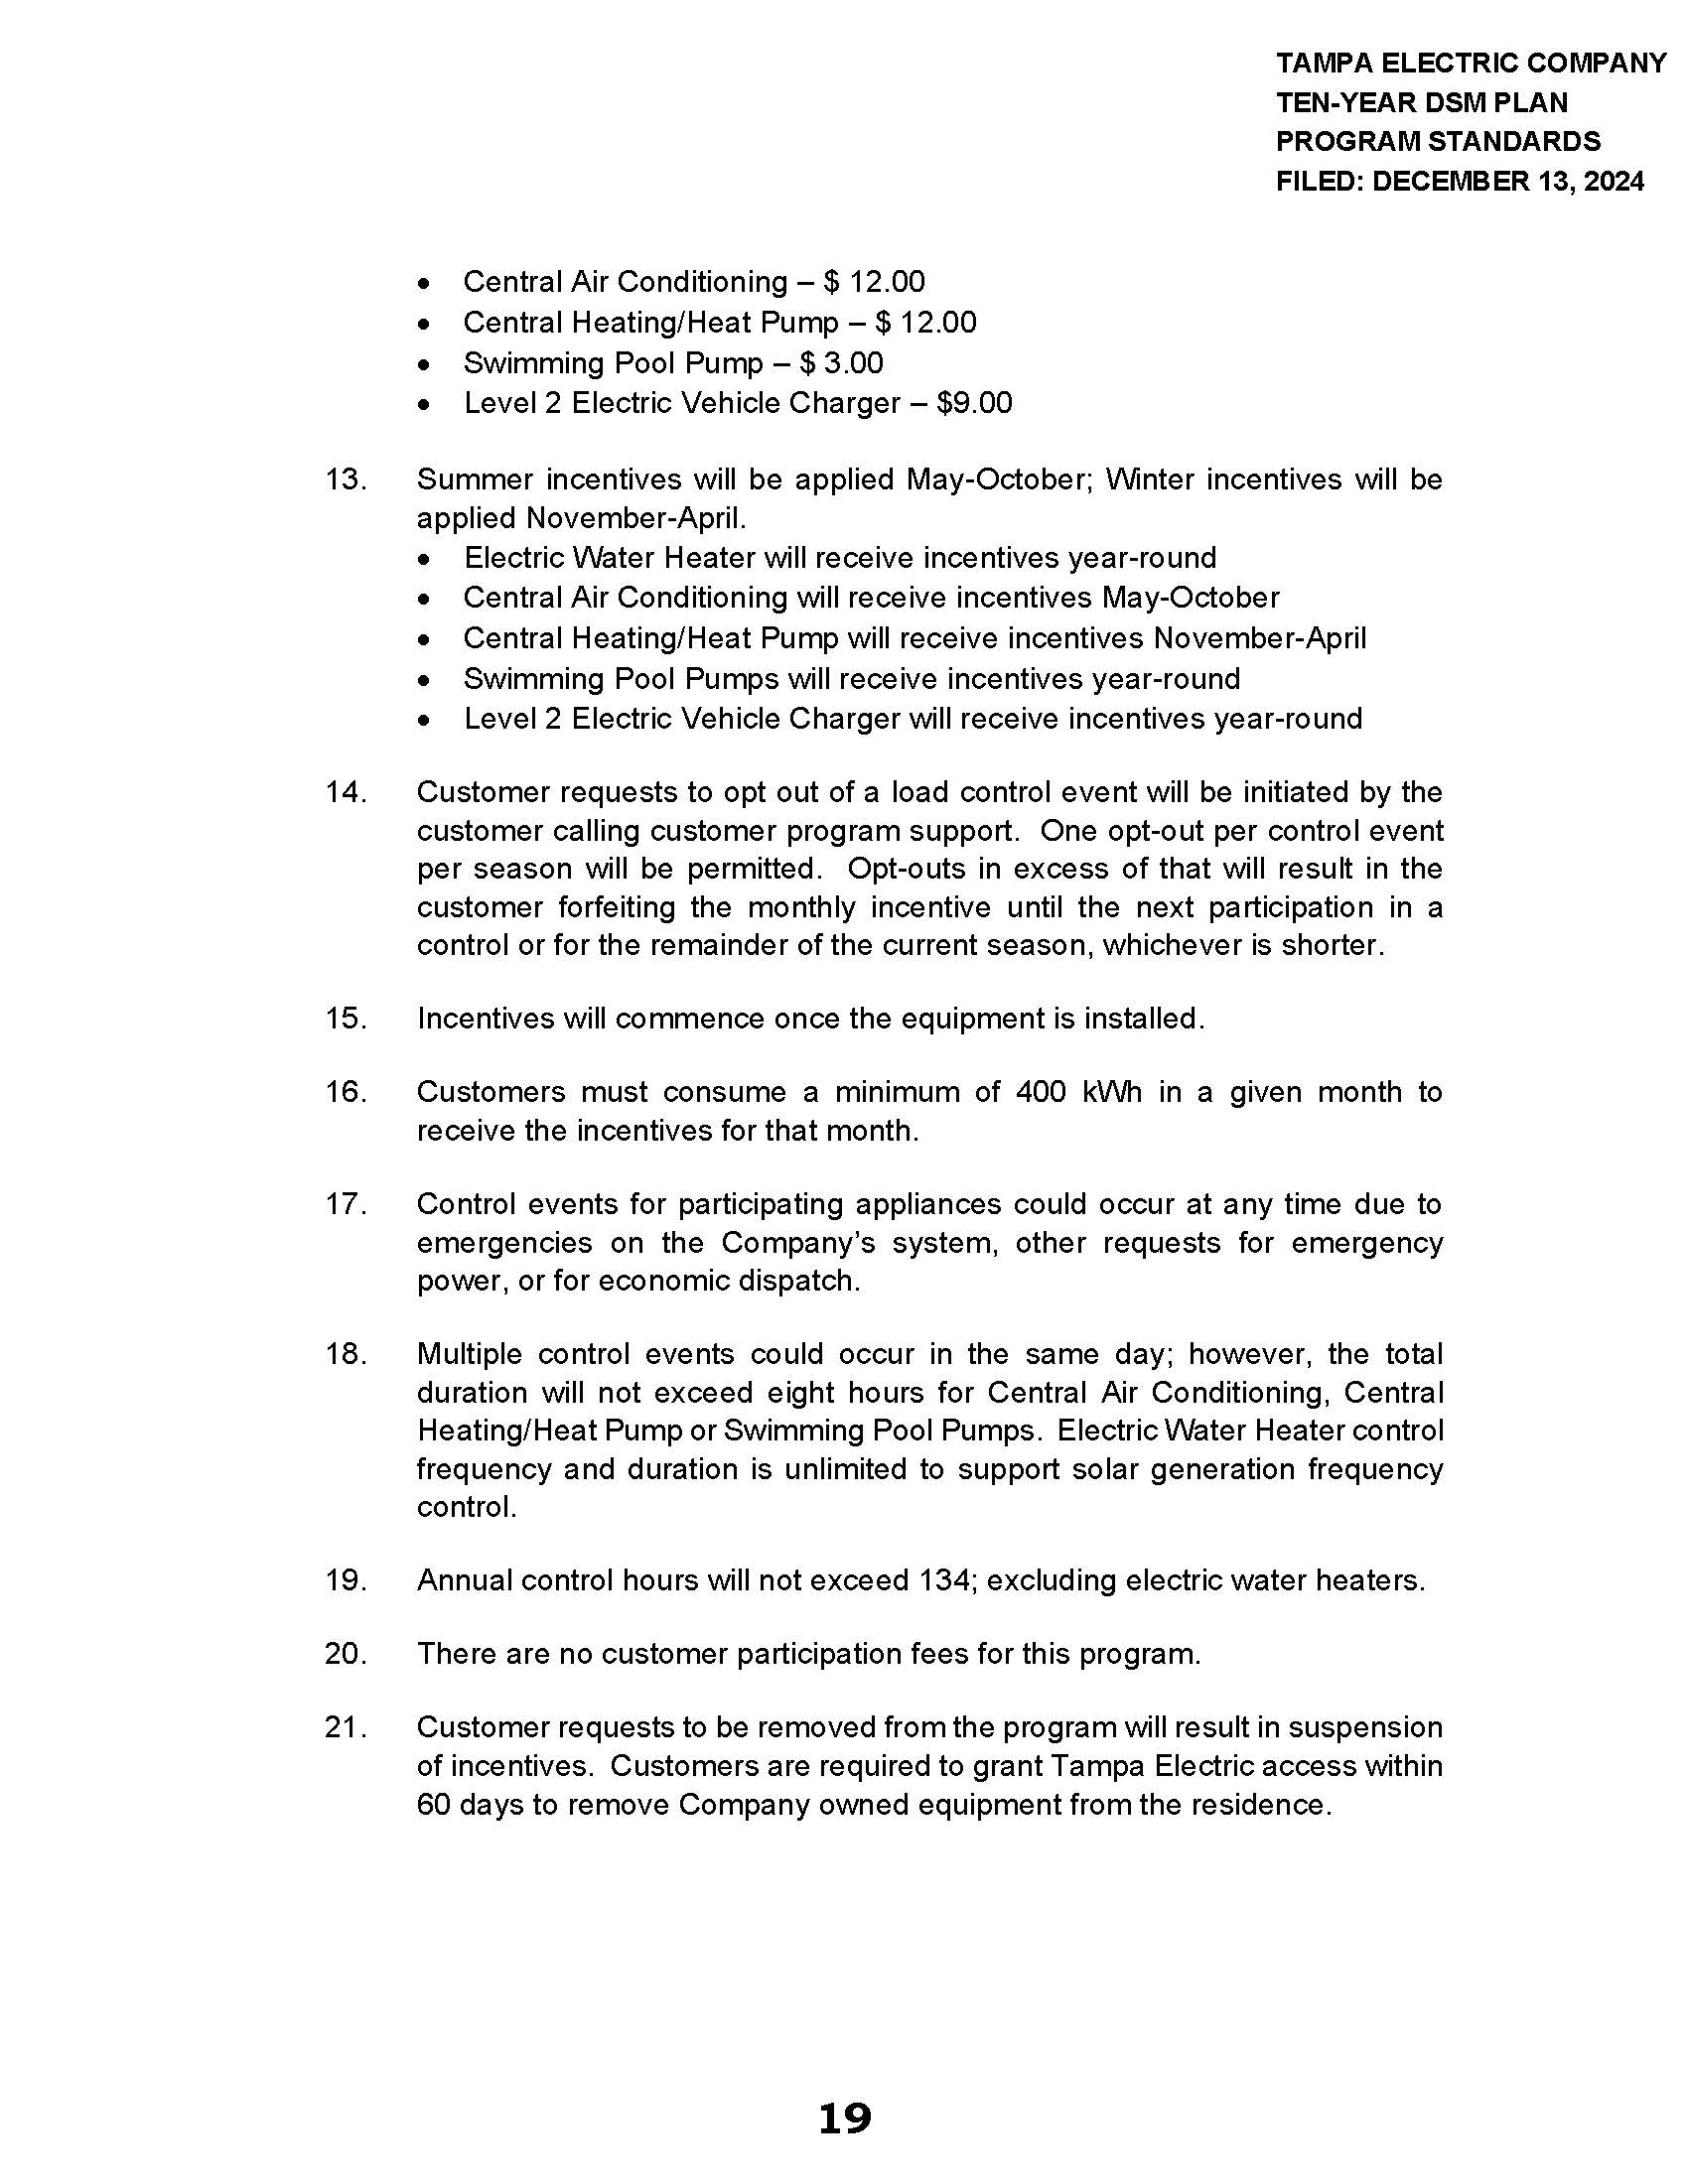 TAMPA ELECTRIC COMPANY
TEN-YEAR DSM PLAN
PROGRAM STANDARDS
FILED: DECEMBER 13, 2024
• Central Air Conditioning – $ 12.00
• Central Heating/Heat Pump – $ 12.00
• Swimming Pool Pump – $ 3.00
• Level 2 Electric Vehicle Charger – $9.00
13. Summer incentives will be applied May-October; Winter incentives will be
applied November-April.
• Electric Water Heater will receive incentives year-round
• Central Air Conditioning will receive incentives May-October
• Central Heating/Heat Pump will receive incentives November-April
• Swimming Pool Pumps will receive incentives year-round
• Level 2 Electric Vehicle Charger will receive incentives year-round
14. Customer requests to opt out of a load control event will be initiated by the
customer calling customer program support. One opt-out per control event
per season will be permitted. Opt-outs in excess of that will result in the
customer forfeiting the monthly incentive until the next participation in a
control or for the remainder of the current season, whichever is shorter.
15. Incentives will commence once the equipment is installed.
16. Customers must consume a minimum of 400 kWh in a given month to
receive the incentives for that month.
17. Control events for participating appliances could occur at any time due to
emergencies on the Company’s system, other requests for emergency
power, or for economic dispatch.
18. Multiple control events could occur in the same day; however, the total
duration will not exceed eight hours for Central Air Conditioning, Central
Heating/Heat Pump or Swimming Pool Pumps. Electric Water Heater control
frequency and duration is unlimited to support solar generation frequency
control.
19. Annual control hours will not exceed 134; excluding electric water heaters.
20. There are no customer participation fees for this program.
21. Customer requests to be removed from the program will result in suspension
of incentives. Customers are required to grant Tampa Electric access within
60 days to remove Company owned equipment from the residence.
19